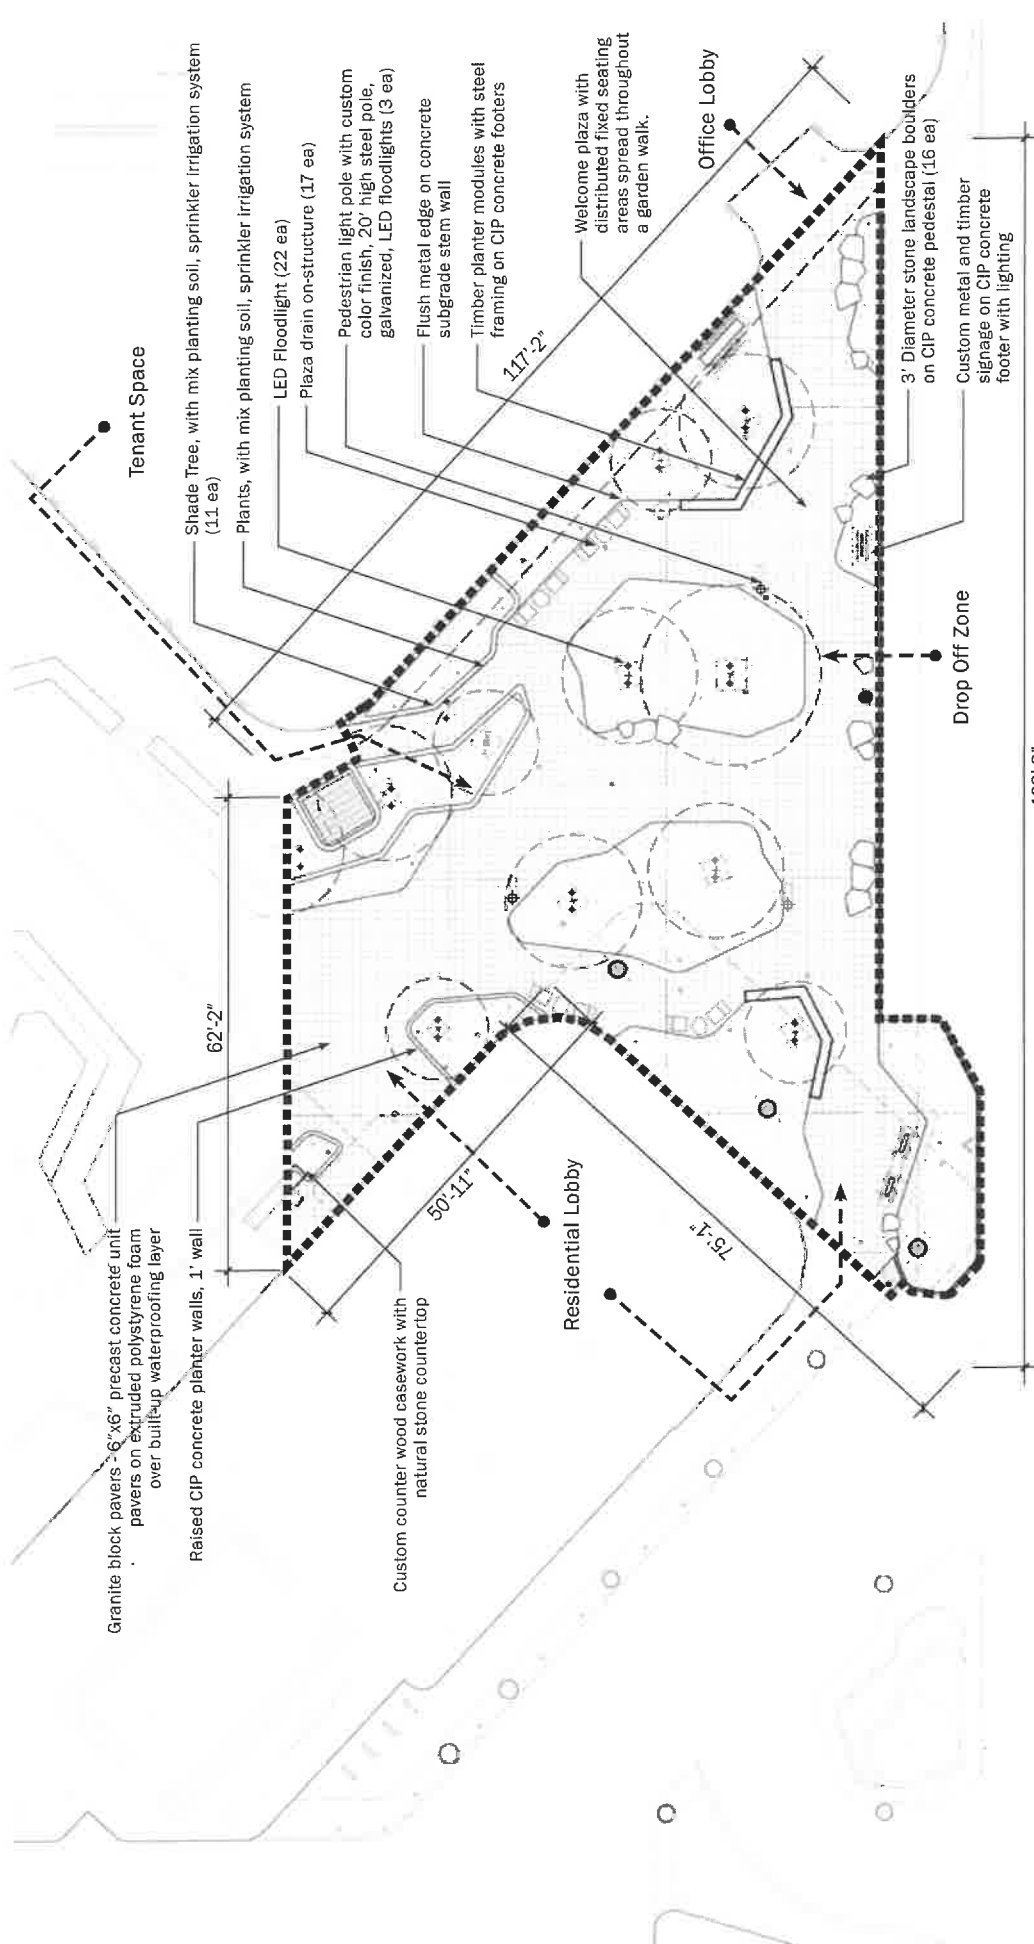 Granite block pavers - 6"x6" precast concrete unit
pavers on extruded polystyrene foam
over built-up waterproofing layer
Raised CIP concrete planter walls, 1' wall
Custom counter wood casework with
natural stone countertop
Residential Lobby
62'-2"
50'-11"
75'-1"
Tenant Space
Shade Tree, with mix planting soil, sprinkler irrigation system
(11 ea)
Plants, with mix planting soil, sprinkler irrigation system
LED Floodlight (22 ea)
Plaza drain on-structure (17 ea)
Pedestrian light pole with custom
color finish, 20' high steel pole,
galvanized, LED floodlights (3 ea)
Flush metal edge on concrete
subgrade stem wall
Timber planter modules with steel
framing on CIP concrete footers
117'-2"
Welcome plaza with
distributed fixed seating
areas spread throughout
a garden walk.
Office Lobby
3' Diameter stone landscape boulders
on CIP concrete pedestal (16 ea)
Custom metal and timber
signage on CIP concrete
footer with lighting
Drop Off Zone